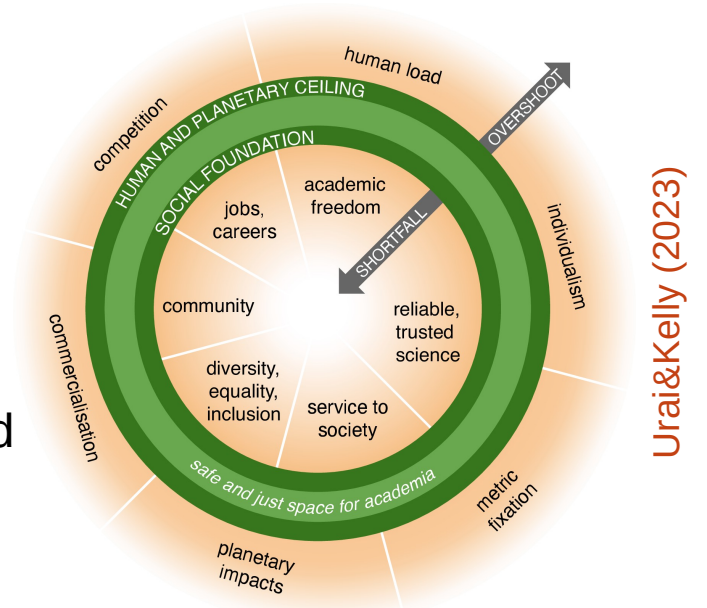 human load
competition
HUMAN AND PLANETARY CEILING
OVERSHOOT
SOCIAL FOUNDATION
academic
freedom
jobs,
careers
SHORTFALL
individualism
community
reliable,
trusted
science
commercialisation
diversity,
equality,
inclusion
service to
society
safe and just space for academia
metric
fixation
planetary
impacts
d
Urai&Kelly (2023)